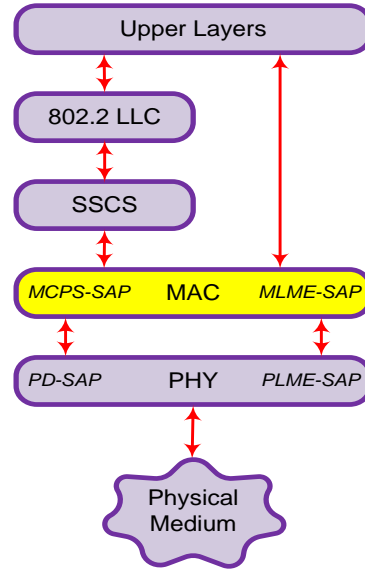 Upper Layers
802.2 LLC
SSCS
MCPS-SAP MAC MLME-SAP
PD-SAP PHY PLME-SAP
Physical
Medium